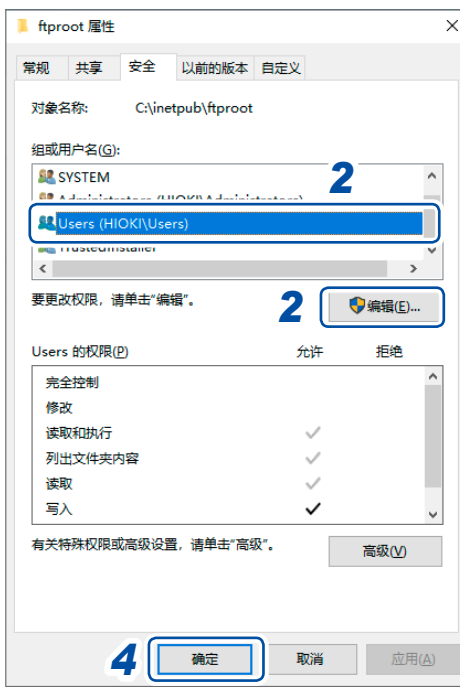 ftproot 属性
常规 共享 安全 以前的版本 自定义
对象名称: C:\inetpub\ftproot
组或用户名(G):
SYSTEM
2
Administrators (HIOKI\Administrators)
Users (HIOKI\Users)
TrustedInstaller
要更改权限，请单击“编辑”。
2
编辑(E)...
Users 的权限(P) 允许 拒绝
完全控制
修改
读取和执行
列出文件夹内容
读取
写入
有关特殊权限或高级设置，请单击“高级”。
高级(V)
4
确定 取消 应用(A)